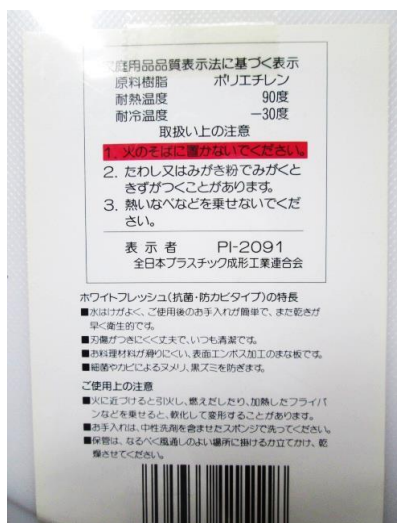 庭用品品質表示法に基づく表示
原料樹脂 ポリエチレン
耐熱温度 90度
耐冷温度 −30度
取扱い上の注意
1. 火のそばに置かないでください。
2. たわし又はみがき粉でみがくと
きずがつくことがあります。
3. 熱いなべなどを乗せないでくだ
さい。
表示者 PI-2091
全日本プラスチック成形工業連合会
ホワイトフレッシュ(抗菌・防カビタイプ)の特長
■水はけがよく、ご使用後のお手入れが簡単で、また乾きが
早く衛生的です。
■刃傷がつきにくく丈夫で、いつも清潔です。
■お料理材料が滑りにくい、表面エンボス加工のまな板です。
■細菌やカビによるヌメリ、黒ズミを防ぎます。
ご使用上の注意
■火に近づけると引火し、燃えだしたり、加熱したフライパ
ンなどを乗せると、軟化して変形することがあります。
■お手入れは、中性洗剤を含ませたスポンジで洗ってください。
■保管は、なるべく風通しのよい場所に掛けるか立てかけ、乾
燥させてください。